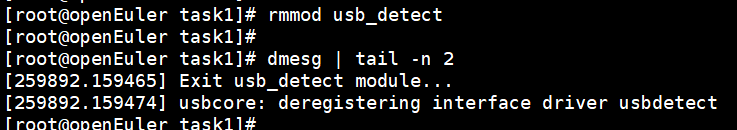 [root@openEuler task1]# rmmod usb_detect
[root@openEuler task1]#
[root@openEuler task1]# dmesg | tail -n 2
[259892.159465] Exit usb_detect module...
[259892.159474] usbcore: deregistering interface driver usbdetect
[root@openEuler task1]#